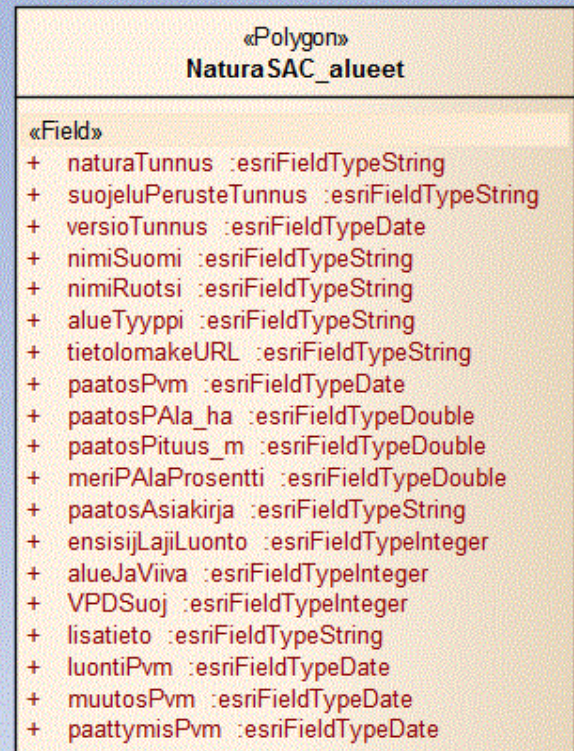 «Polygon»
NaturaSAC_alueet
«Field»
+ naturaTunnus :esriFieldTypeString
+ suojeluPerusteTunnus :esriFieldTypeString
+ versioTunnus :esriFieldTypeDate
+ nimiSuomi :esriFieldTypeString
+ nimiRuotsi :esriFieldTypeString
+ alueTyyppi :esriFieldTypeString
+ tietolomakeURL :esriFieldTypeString
+ paatosPvm :esriFieldTypeDate
+ paatosPAla_ha :esriFieldTypeDouble
+ paatosPituus_m :esriFieldTypeDouble
+ meriPAlaProsentti :esriFieldTypeDouble
+ paatosAsiakirja :esriFieldTypeString
+ ensisijLajiLuonto :esriFieldTypeInteger
+ alueJaViiva :esriFieldTypeInteger
+ VPDSuoj :esriFieldTypeInteger
+ lisatieto :esriFieldTypeString
+ luontiPvm :esriFieldTypeDate
+ muutosPvm :esriFieldTypeDate
+ paattymisPvm :esriFieldTypeDate